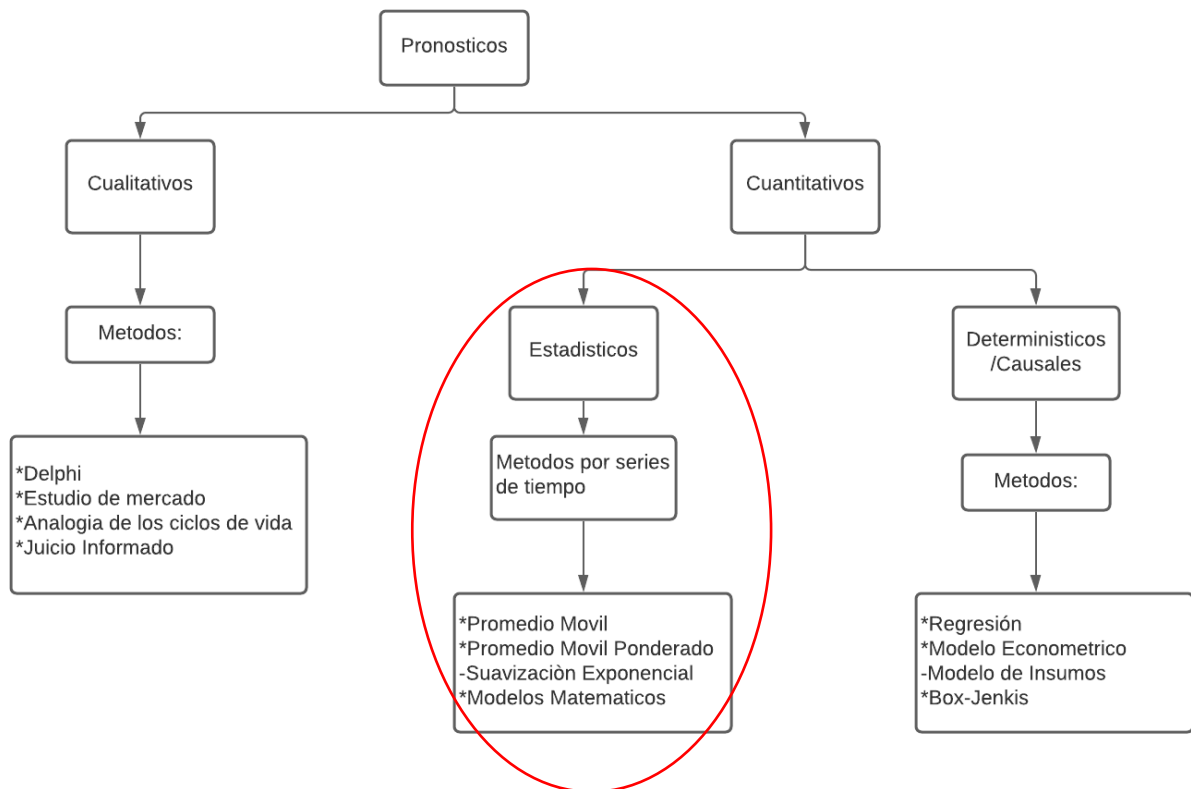 Pronosticos
Cualitativos
Cuantitativos
Metodos:
Estadisticos
Deterministicos
/Causales
*Delphi
*Estudio de mercado
*Analogia de los ciclos de vida
*Juicio Informado
Metodos por series
de tiempo
Metodos:
*Promedio Movil
*Promedio Movil Ponderado
-Suavizaciòn Exponencial
*Modelos Matematicos
*Regresión
*Modelo Econometrico
-Modelo de Insumos
*Box-Jenkis